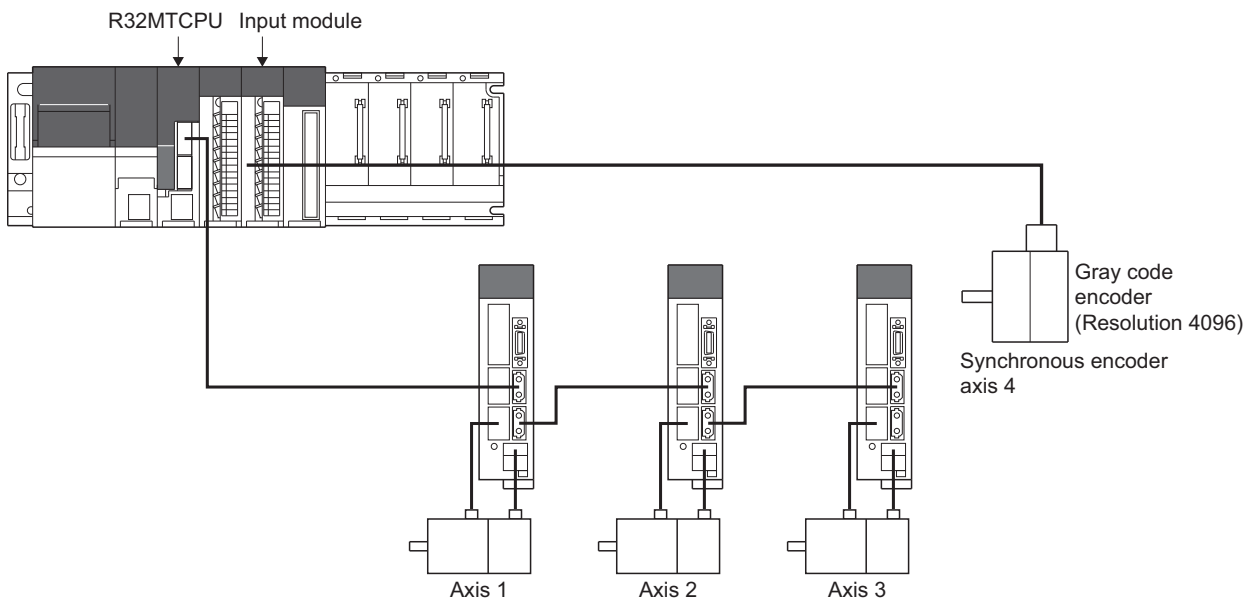 R32MTCPU Input module
Gray code
encoder
(Resolution 4096)
Synchronous encoder
axis 4
Axis 1
Axis 2
Axis 3